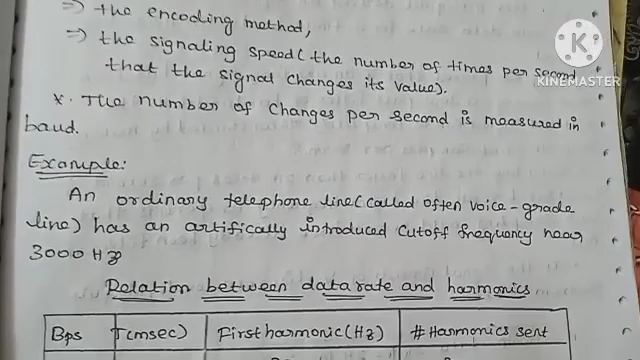 ⇒ the encoding method,
⇒ the signaling speed (the number of times per second
that the signal changes its value).
x. The number of changes per second is measured in
baud.
Example:
An ordinary telephone line (called often voice-grade
line) has an artifically introduced cutoff frequency near
3000 Hz
Relation between data rate and harmonics
Bps T(msec) First harmonic (Hz) # Harmonics sent
KINEMASTER